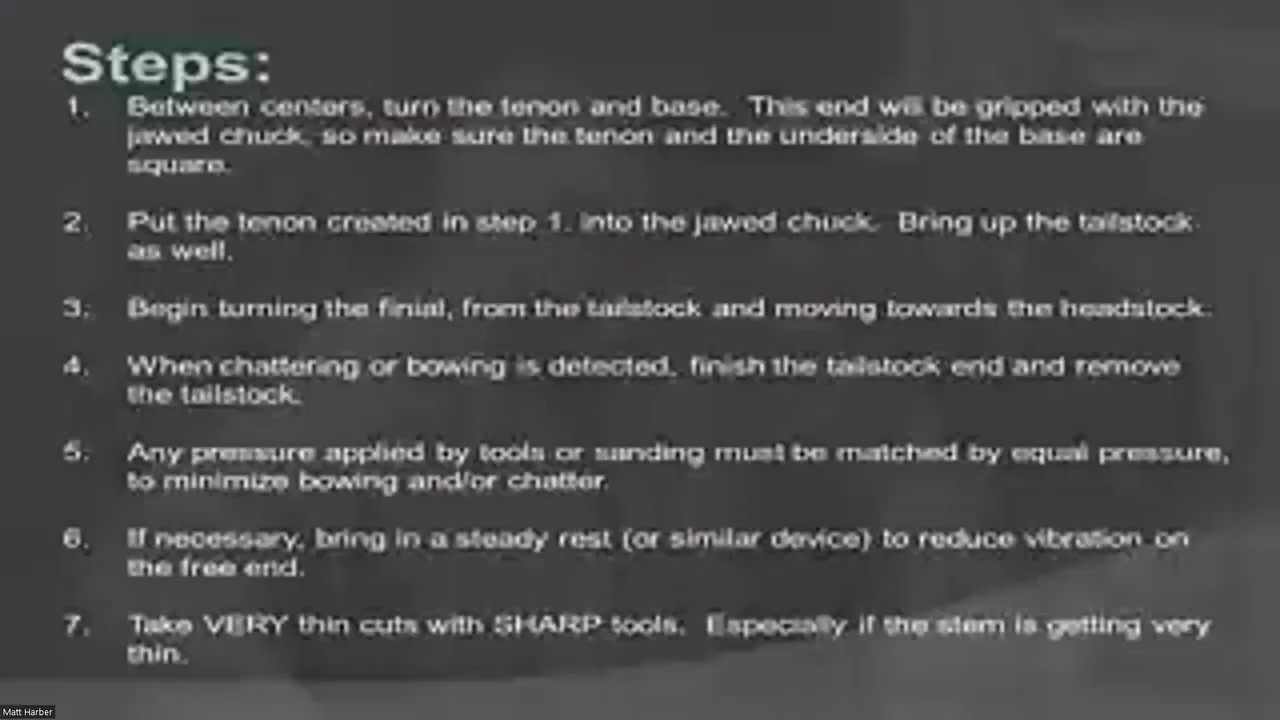 Steps:
1. Between centers, turn the tenon and base. This end will be gripped with the
jawed chuck, so make sure the tenon and the underside of the base are
square.
2. Put the tenon created in step 1. into the jawed chuck. Bring up the tailstock
as well.
3. Begin turning the finial, from the tailstock and moving towards the headstock.
4. When chattering or bowing is detected, finish the tailstock end and remove
the tailstock.
5. Any pressure applied by tools or sanding must be matched by equal pressure,
to minimize bowing and/or chatter.
6. If necessary, bring in a steady rest (or similar device) to reduce vibration on
the free end.
7. Take VERY thin cuts with SHARP tools. Especially if the stem is getting very
thin.
Matt Harber